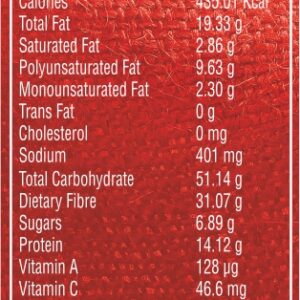 Calories 435.01 Kcal
Total Fat 19.33 g
Saturated Fat 2.86 g
Polyunsaturated Fat 9.63 g
Monounsaturated Fat 2.30 g
Trans Fat 0 g
Cholesterol 0 mg
Sodium 401 mg
Total Carbohydrate 51.14 g
Dietary Fibre 31.07 g
Sugars 6.89 g
Protein 14.12 g
Vitamin A 128 µg
Vitamin C 46.6 mg